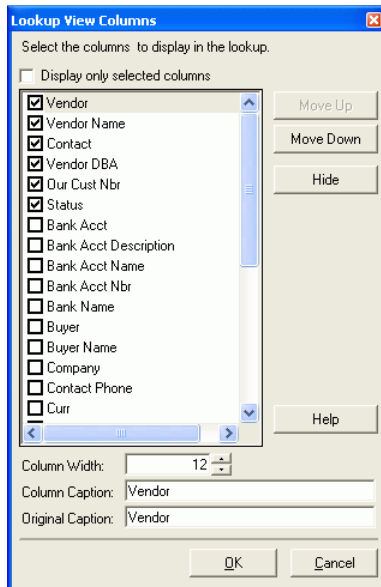 Lookup View Columns
Select the columns to display in the lookup.
Display only selected columns
Vendor
Vendor Name
Contact
Vendor DBA
Our Cust Nbr
Status
Bank Acct
Bank Acct Description
Bank Acct Name
Bank Acct Nbr
Bank Name
Buyer
Buyer Name
Company
Contact Phone
Curr
Move Up
Move Down
Hide
Help
Column Width: 12
Column Caption: Vendor
Original Caption: Vendor
OK Cancel